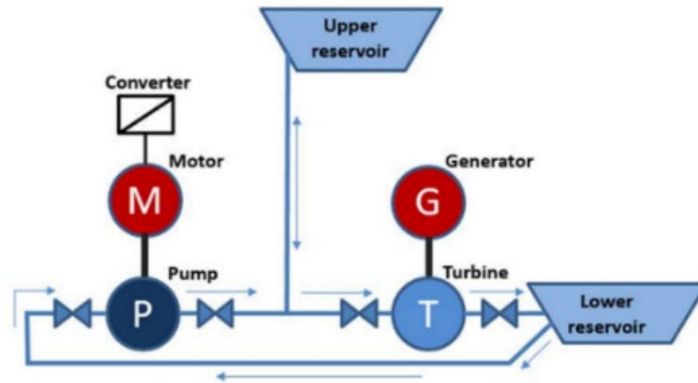 Upper
reservoir
Converter
Motor
Generator
M
G
Pump
Turbine
P
T
Lower
reservoir